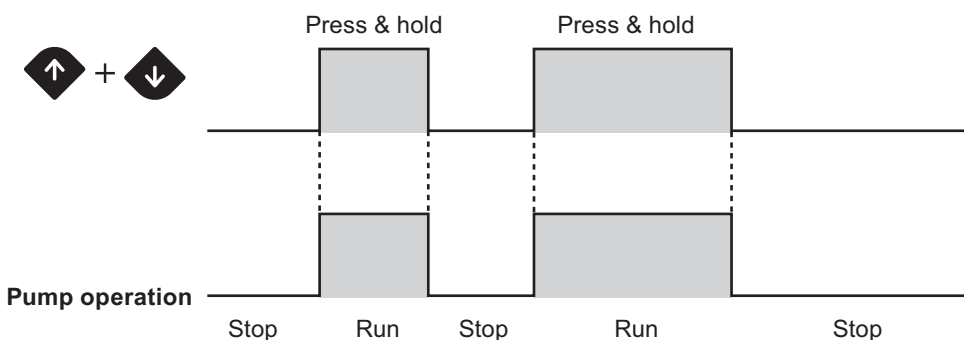 Press & hold Press & hold
+
Pump operation
Stop Run Stop Run Stop